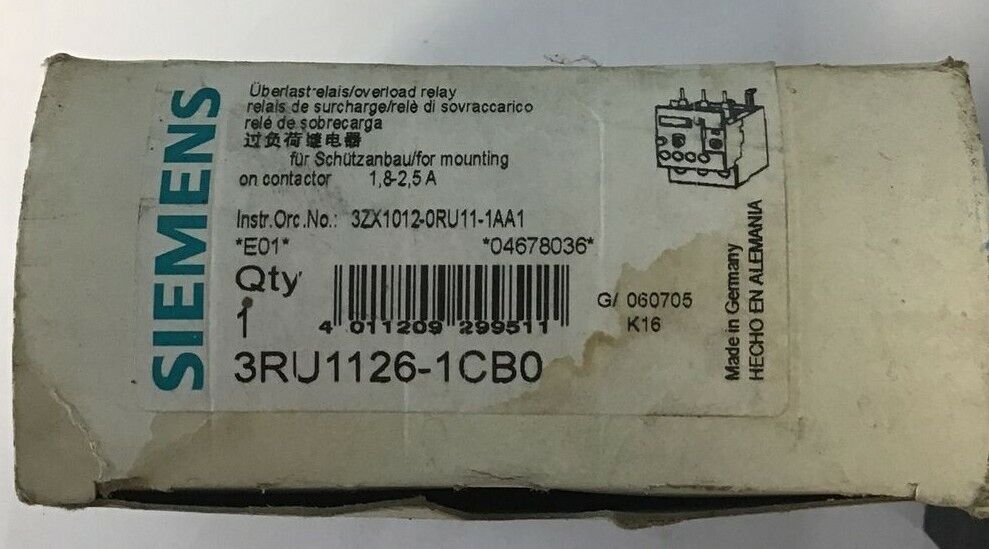 SIEMENS
Überlastrelais/overload relay
relais de surcharge/relè di sovraccarico
relé de sobrecarga
过负荷继电器
für Schützanbau/for mounting
on contactor 1,8-2,5 A
Instr.Orc.No.: 3ZX1012-0RU11-1AA1
*E01* *04678036*
Qty
1
4 011209 299511
G/ 060705
K16
3RU1126-1CB0
Made in Germany
HECHO EN ALEMANIA